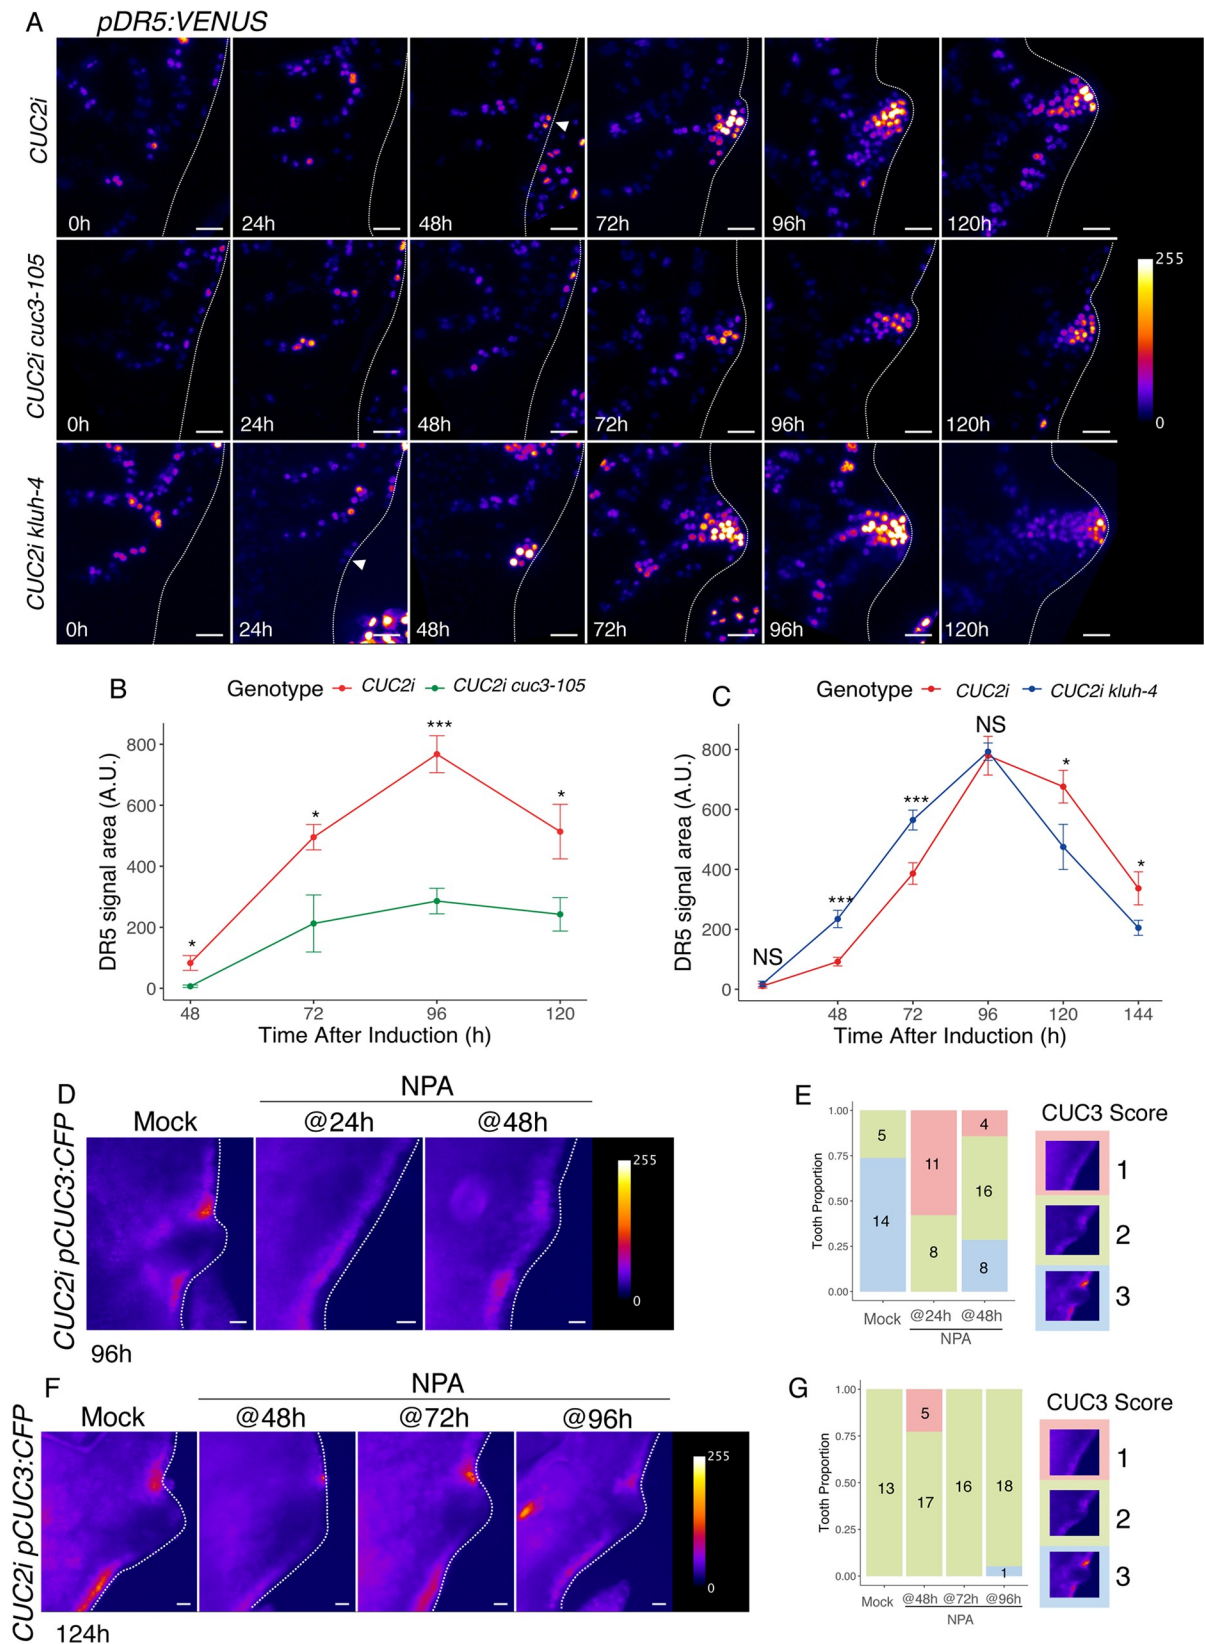 A pDR5:VENUS
CUC2i
0h 24h 48h 72h 96h 120h
CUC2i cuc3-105
0h 24h 48h 72h 96h 120h
255
0
CUC2i kluh-4
0h 24h 48h 72h 96h 120h
B Genotype CUC2i CUC2i cuc3-105
DR5 signal area (A.U.)
800
600
400
200
0
* * *** *
48 72 96 120
Time After Induction (h)
C Genotype CUC2i CUC2i kluh-4
DR5 signal area (A.U.)
800
600
400
200
0
NS *** *** NS * *
48 72 96 120 144
Time After Induction (h)
D NPA
Mock @24h @48h
CUC2i pCUC3:CFP
255
0
96h
E
Tooth Proportion
1.00
0.75
0.50
0.25
0.00
5
14
11
8
4
16
8
Mock @24h @48h
NPA
CUC3 Score
1
2
3
F NPA
Mock @48h @72h @96h
CUC2i pCUC3:CFP
255
0
124h
G
Tooth Proportion
1.00
0.75
0.50
0.25
0.00
13
5
17
16
18
1
Mock @48h @72h @96h
NPA
CUC3 Score
1
2
3